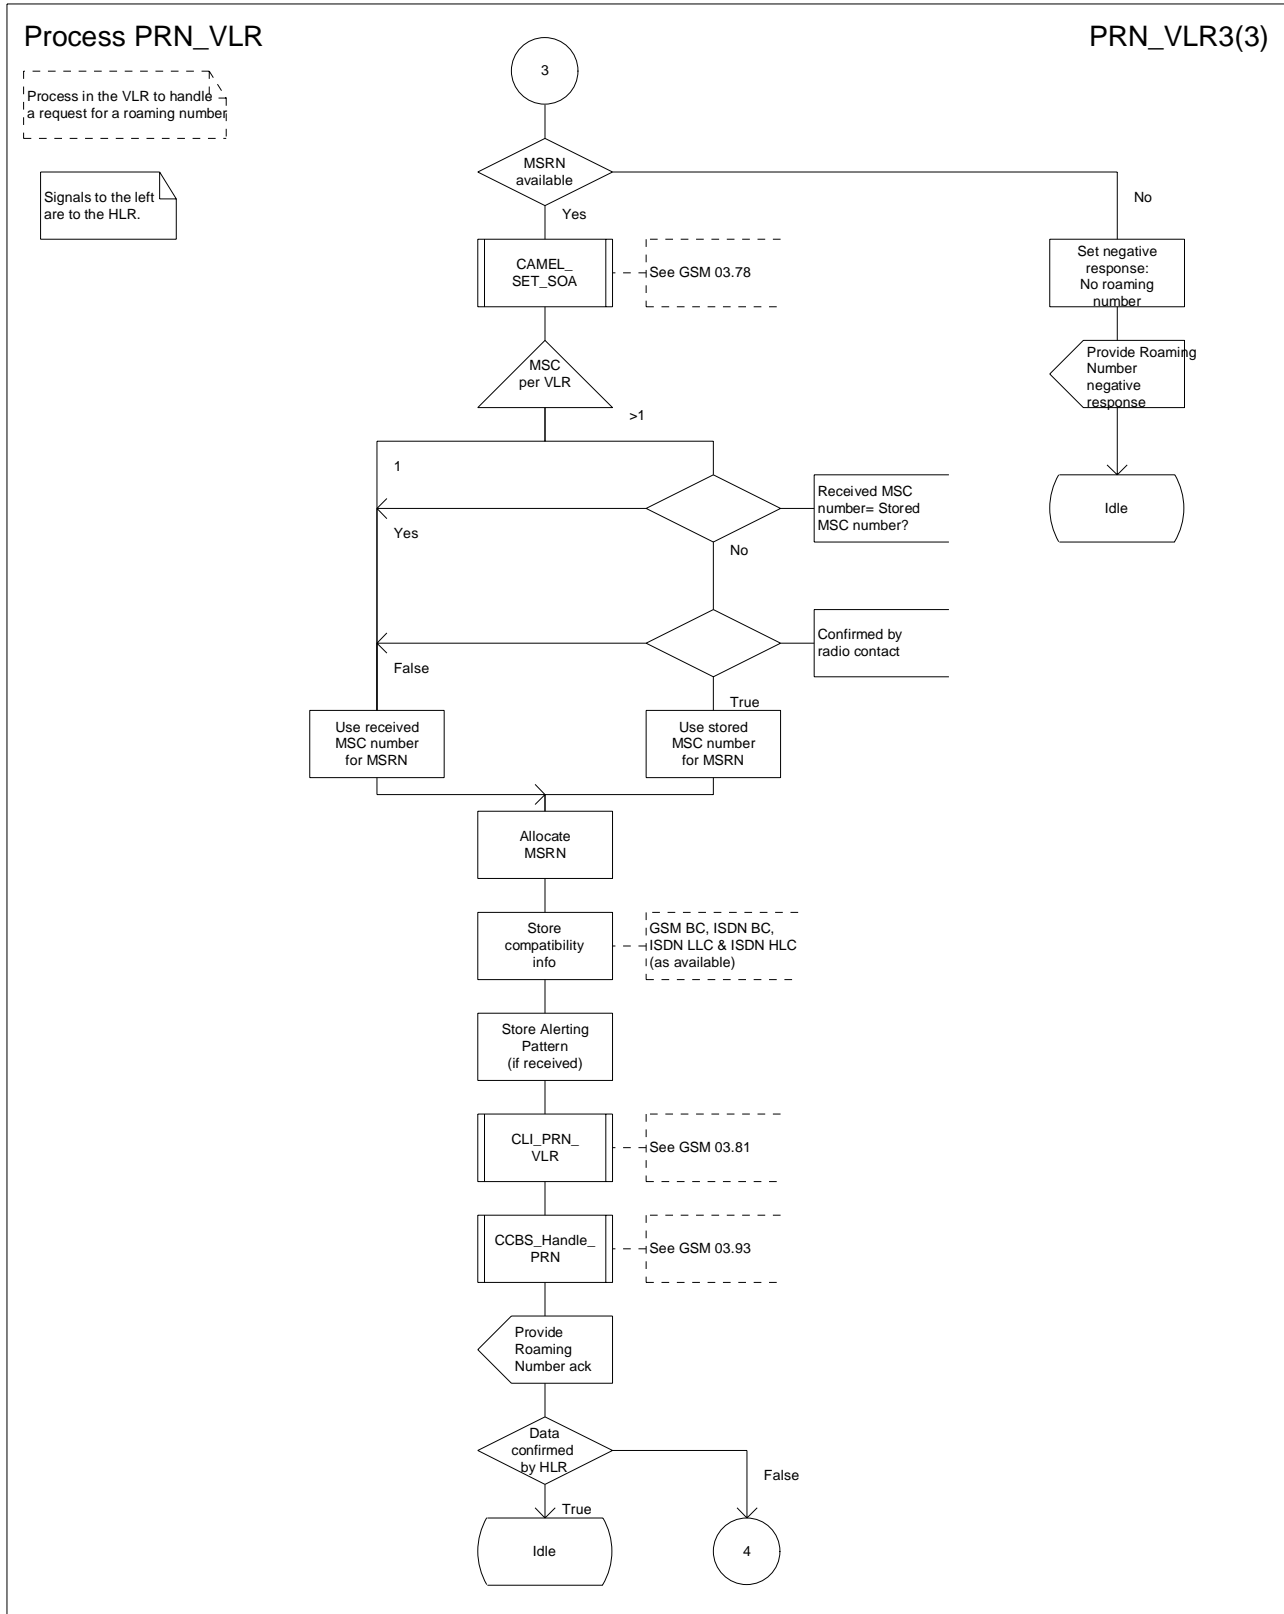 Process PRN_VLR
PRN_VLR3(3)
Process in the VLR to handle
a request for a roaming number
Signals to the left
are to the HLR.
3
MSRN
available
No
Yes
CAMEL_
SET_SOA
See GSM 03.78
Set negative
response:
No roaming
number
MSC
per VLR
Provide Roaming
Number
negative
response
>1
1
Received MSC
number= Stored
MSC number?
Idle
Yes
No
Confirmed by
radio contact
False
True
Use received
MSC number
for MSRN
Use stored
MSC number
for MSRN
Allocate
MSRN
Store
compatibility
info
GSM BC, ISDN BC,
ISDN LLC & ISDN HLC
(as available)
Store Alerting
Pattern
(if received)
CLI_PRN_
VLR
See GSM 03.81
CCBS_Handle_
PRN
See GSM 03.93
Provide
Roaming
Number ack
Data
confirmed
by HLR
False
True
Idle
4